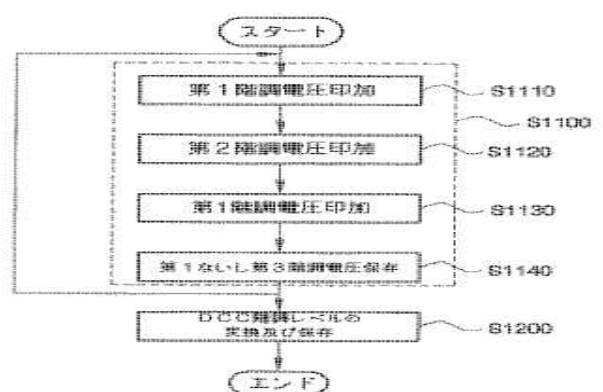 スタート
第1階調電圧印加
S1110
S1100
第2階調電圧印加
S1120
第1階調電圧印加
S1130
第1ないし第3階調電圧保存
S1140
DCC階調レベルの
変換及び保存
S1200
エンド